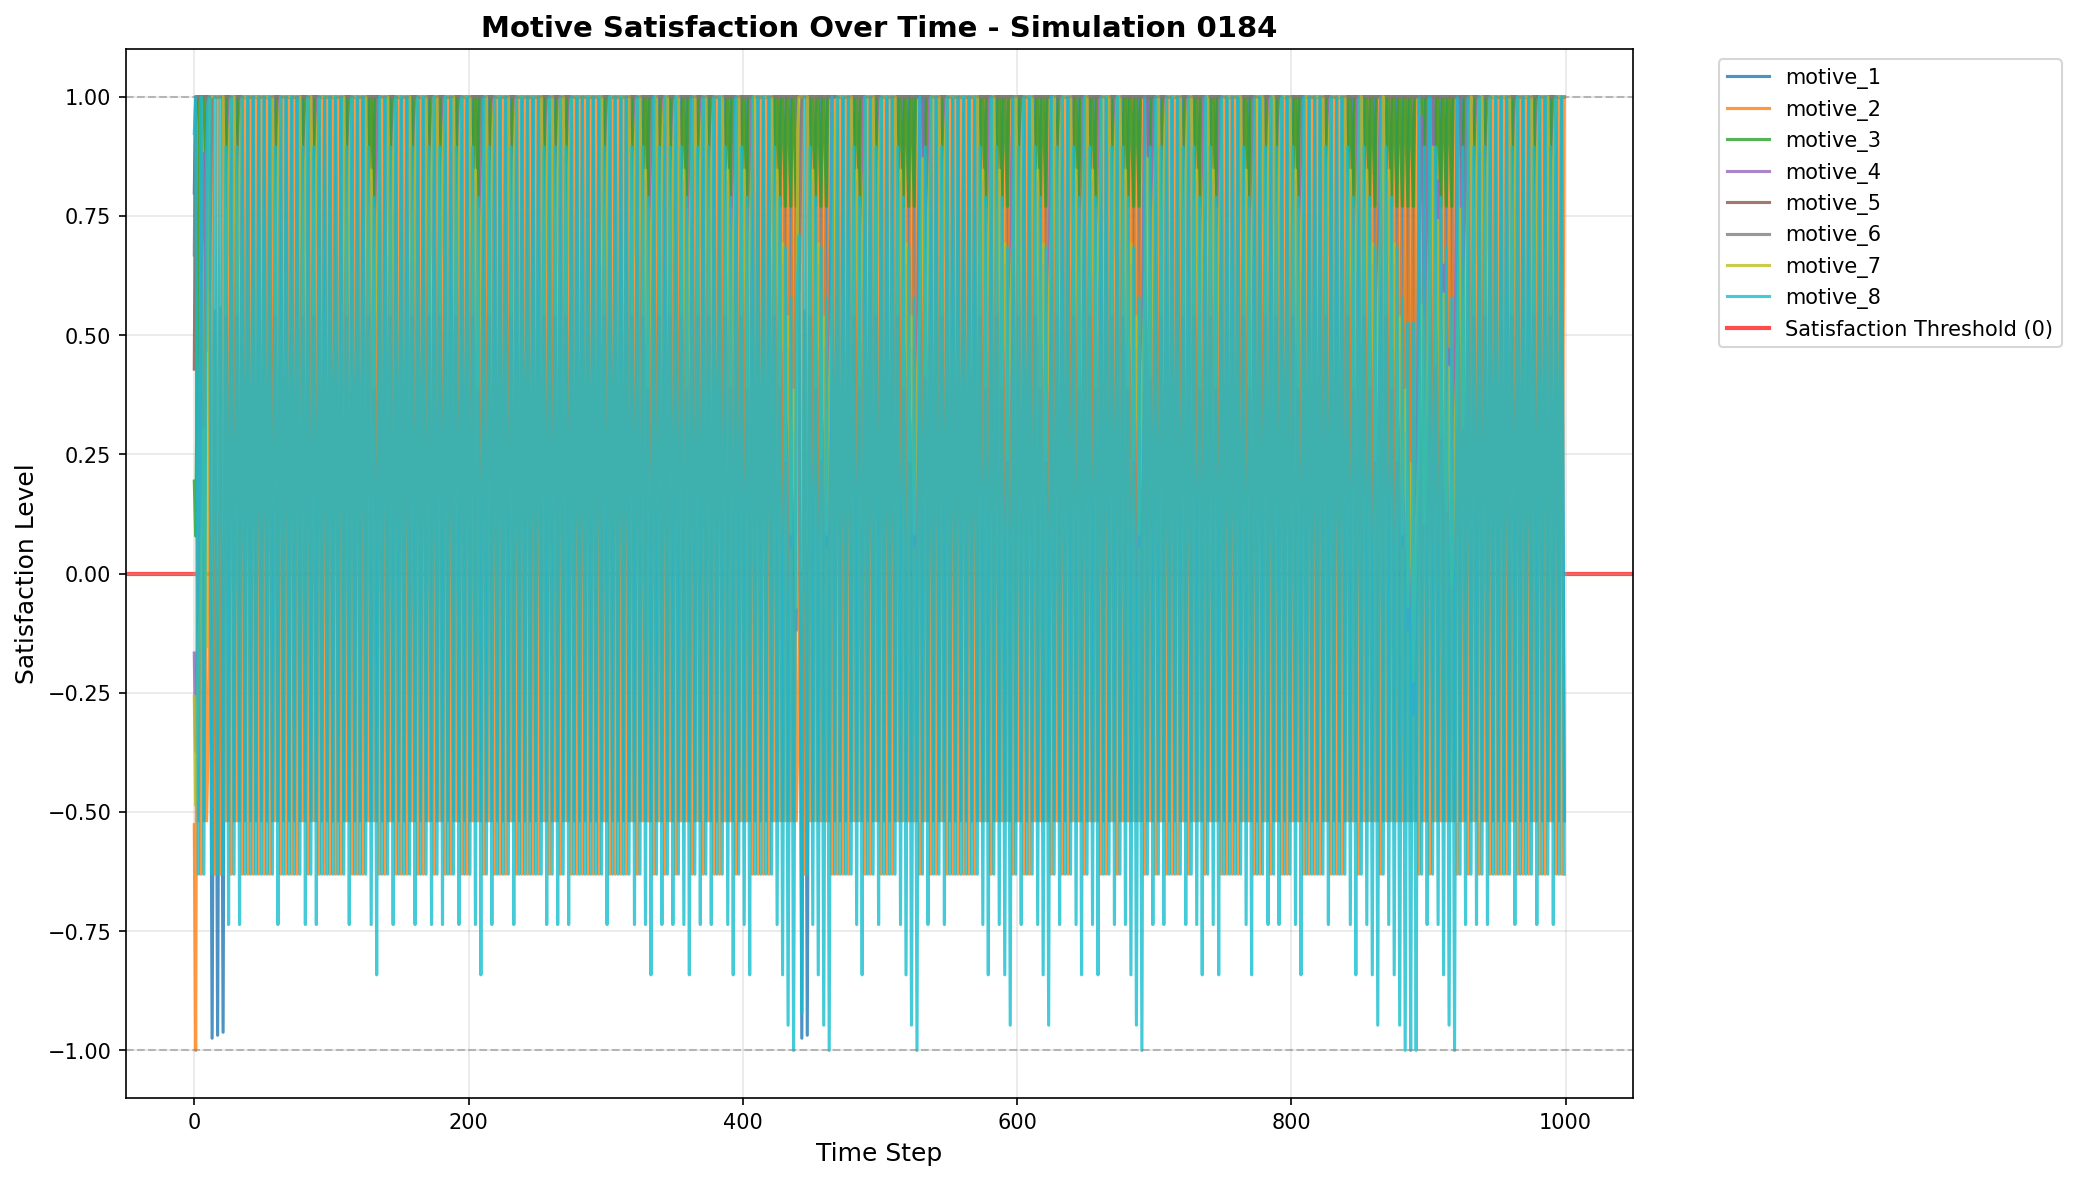 Motive Satisfaction Over Time - Simulation 0184
1.00
0.75
0.50
0.25
0.00
−0.25
−0.50
−0.75
−1.00
Satisfaction Level
0
200
400
600
800
1000
Time Step
motive_1
motive_2
motive_3
motive_4
motive_5
motive_6
motive_7
motive_8
Satisfaction Threshold (0)